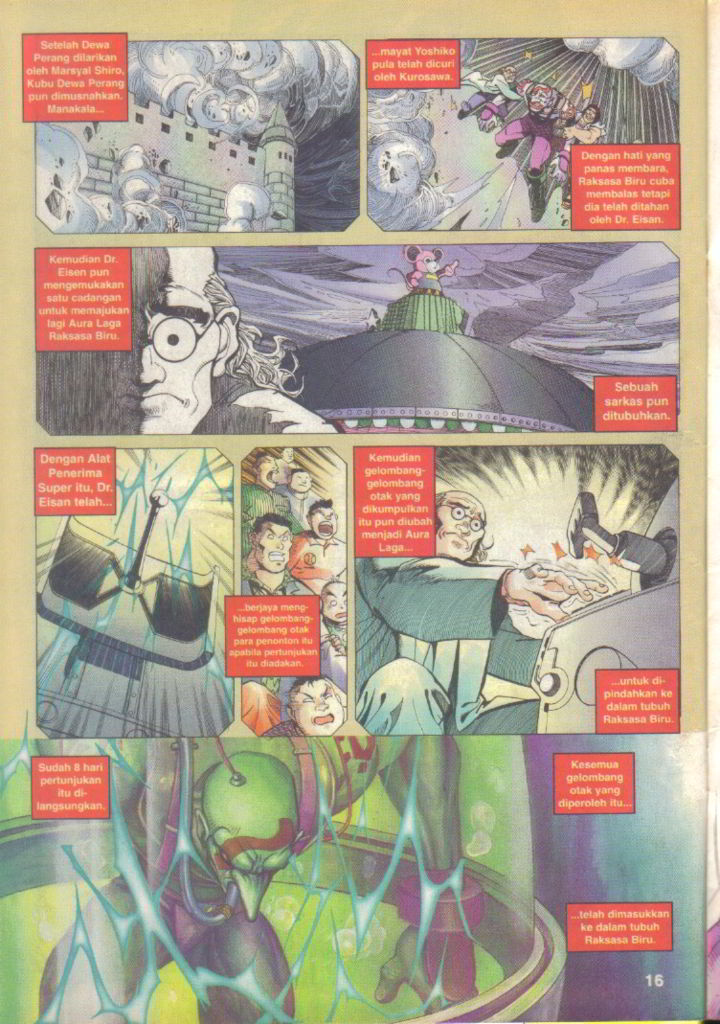 Setelah Dewa
Perang dilarikan
oleh Marsyal Shiro,
Kubu Dewa Perang
pun dimusnahkan.
Manakala...
...mayat Yoshiko
pula telah dicuri
oleh Kurosawa.
Dengan hati yang
panas membara,
Raksasa Biru cuba
membalas tetapi
dia telah ditahan
oleh Dr. Eisan.
Kemudian Dr.
Eisen pun
mengemukakan
satu cadangan
untuk memajukan
lagi Aura Laga
Raksasa Biru.
Sebuah
sarkas pun
ditubuhkan.
Dengan Alat
Penerima
Super itu, Dr.
Eisan telah...
...berjaya meng-
hisap gelombang-
gelombang otak
para penonton itu
apabila pertunjukan
itu diadakan.
Kemudian
gelombang-
gelombang
otak yang
dikumpulkan
itu pun diubah
menjadi Aura
Laga...
...untuk di-
pindahkan ke
dalam tubuh
Raksasa Biru.
Sudah 8 hari
pertunjukan
itu di-
langsungkan.
Kesemua
gelombang
otak yang
diperoleh itu...
...telah dimasukkan
ke dalam tubuh
Raksasa Biru.
16